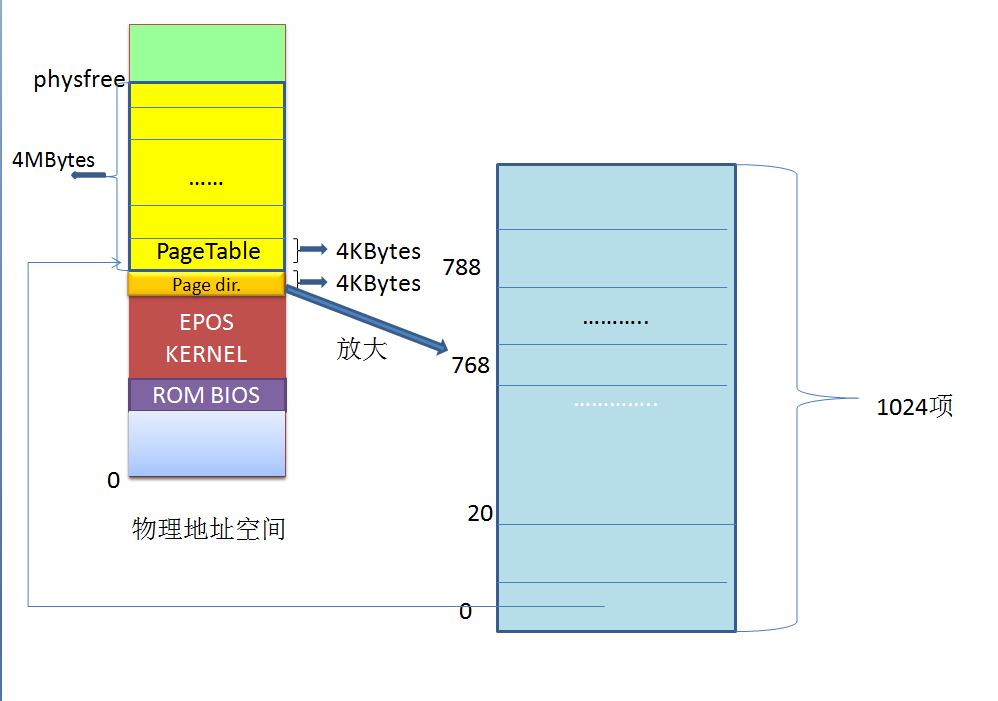 physfree
4MBytes
……
PageTable
4KBytes
Page dir.
4KBytes
EPOS
KERNEL
ROM BIOS
0
物理地址空间
放大
788
………..
768
…………..
20
0
1024项